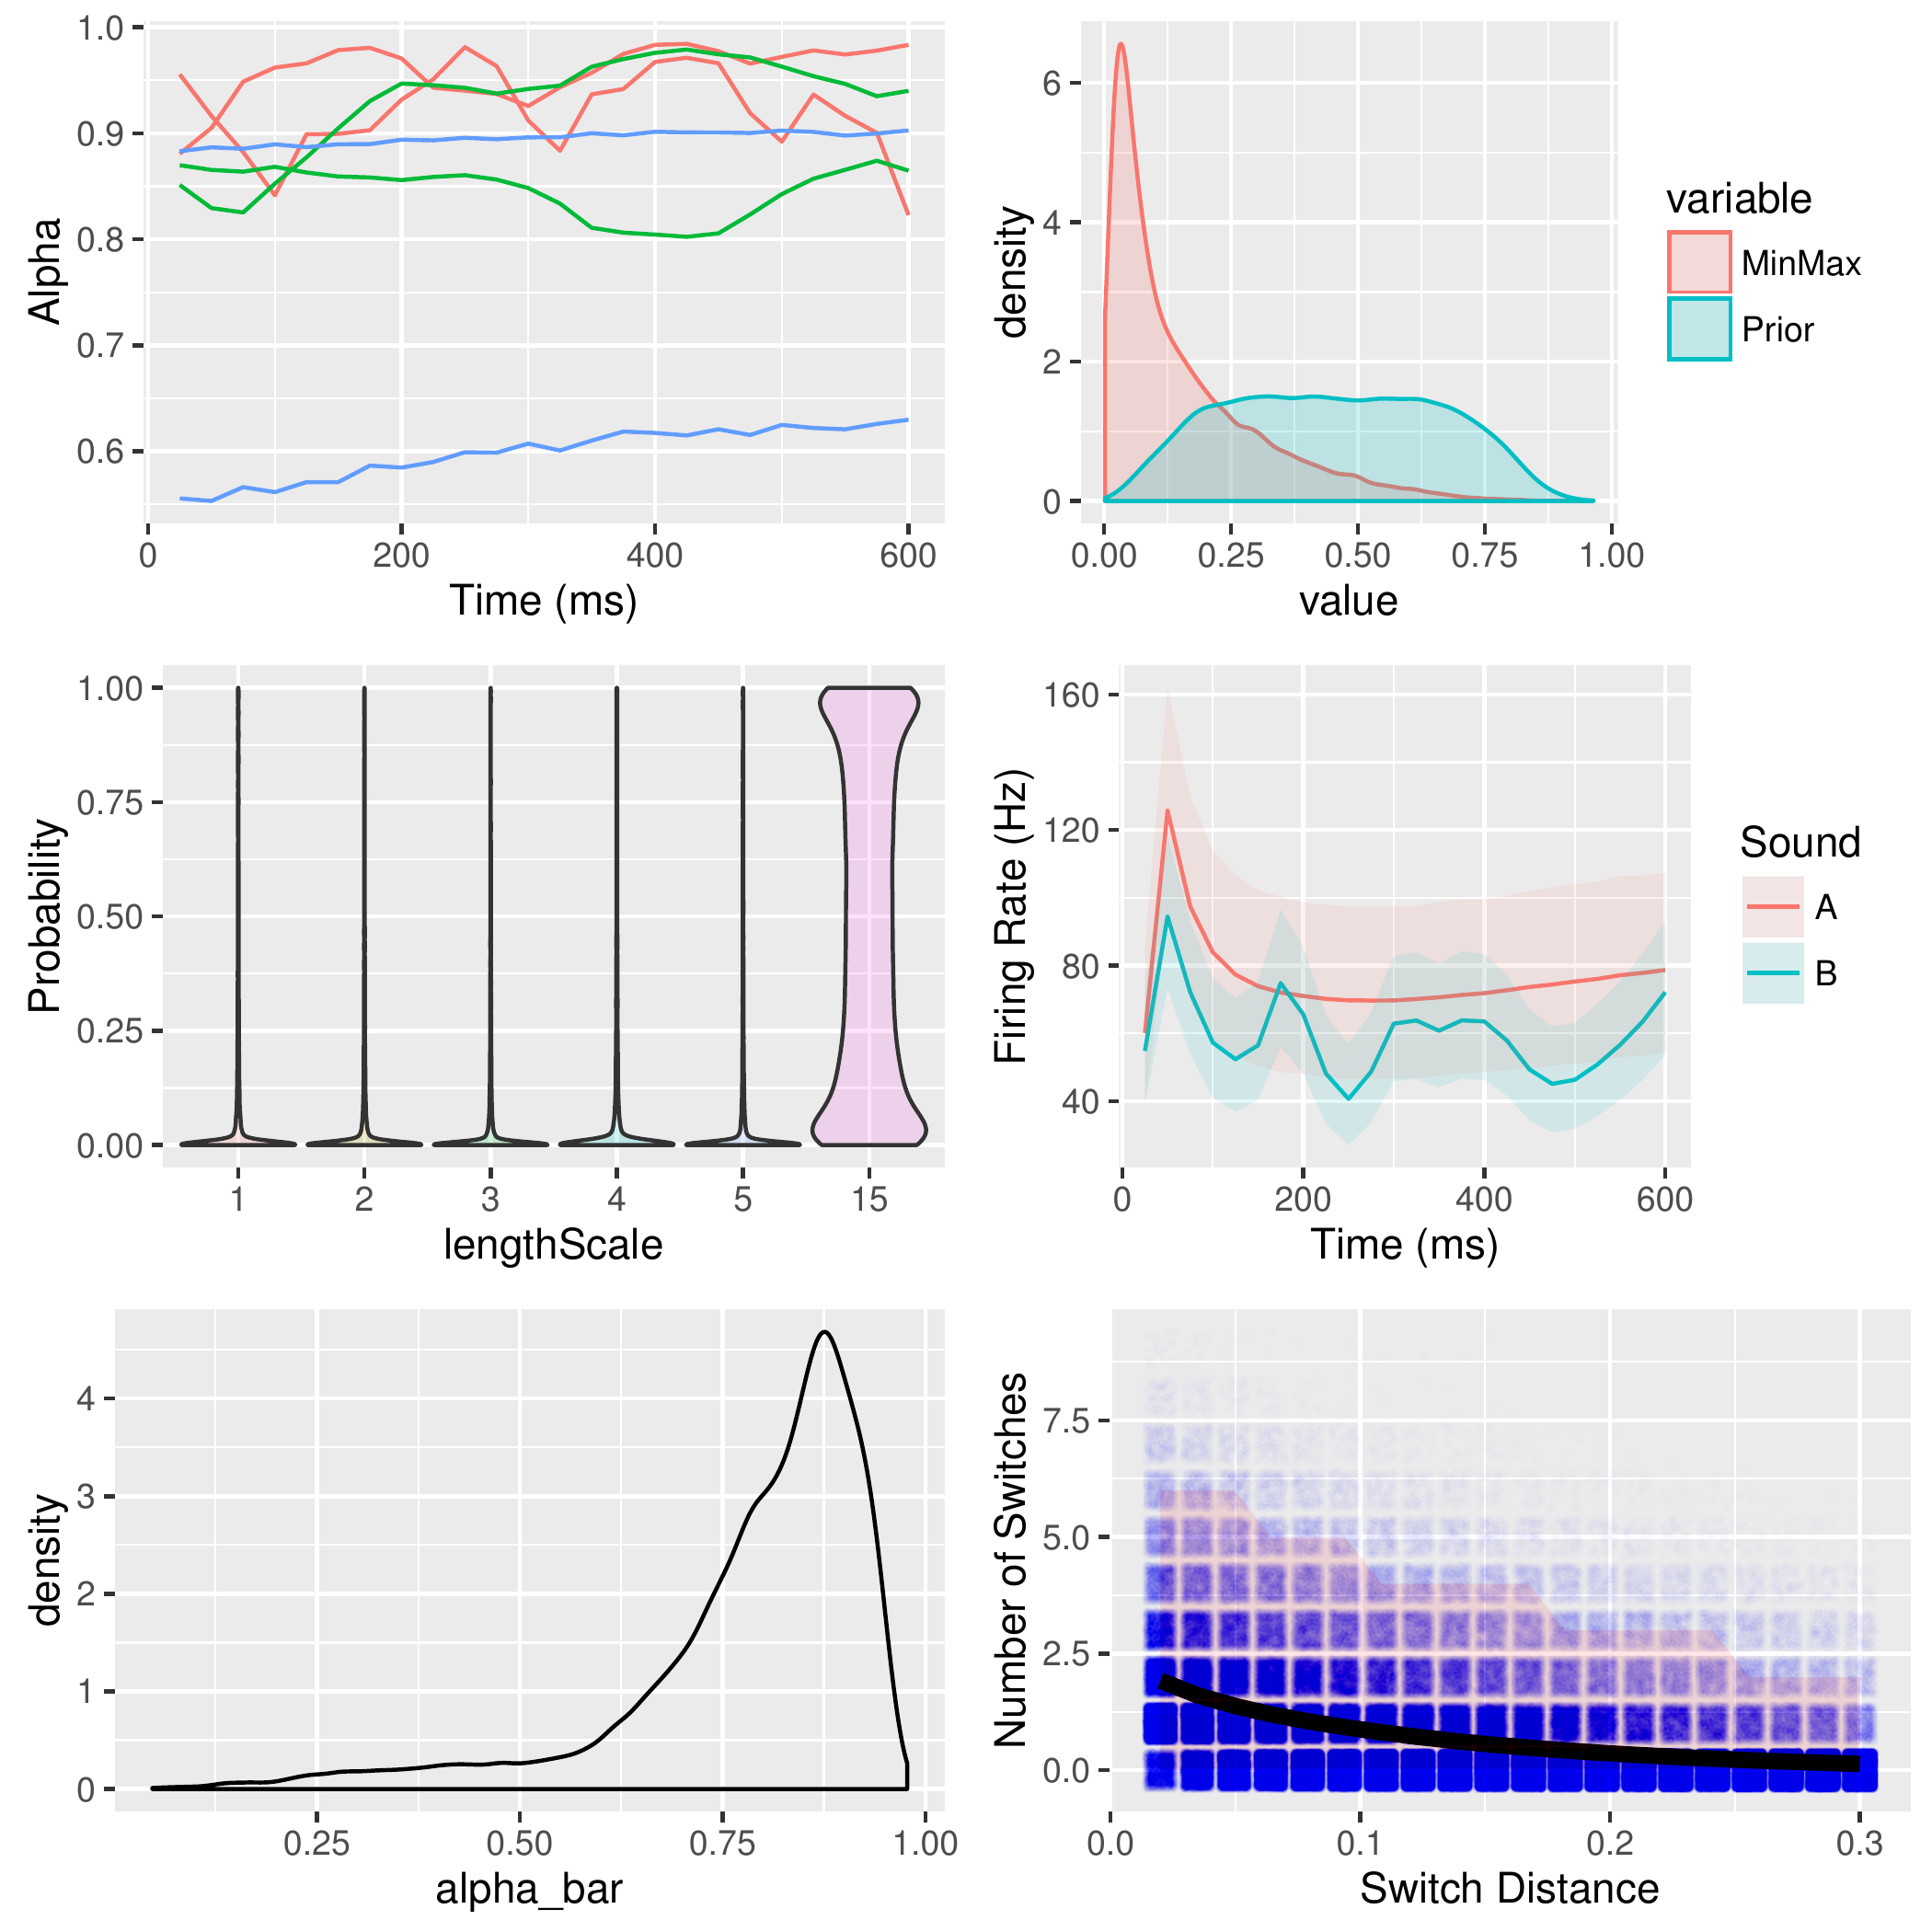 Alpha
1.0
0.9
0.8
0.7
0.6
0 200 400 600
Time (ms)
density
6
4
2
0
0.00 0.25 0.50 0.75 1.00
value
variable
MinMax
Prior
Probability
1.00
0.75
0.50
0.25
0.00
1 2 3 4 5 15
lengthScale
Firing Rate (Hz)
160
120
80
40
0 200 400 600
Time (ms)
Sound
A
B
density
4
3
2
1
0
0.25 0.50 0.75 1.00
alpha_bar
Number of Switches
7.5
5.0
2.5
0.0
0.0 0.1 0.2 0.3
Switch Distance